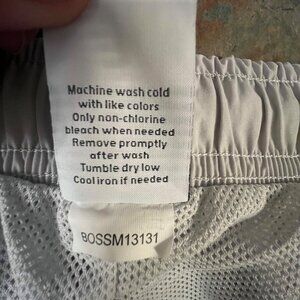 Machine wash cold
with like colors
Only non-chlorine
bleach when needed
Remove promptly
after wash
Tumble dry low
Cool iron if needed
BOSSM13131